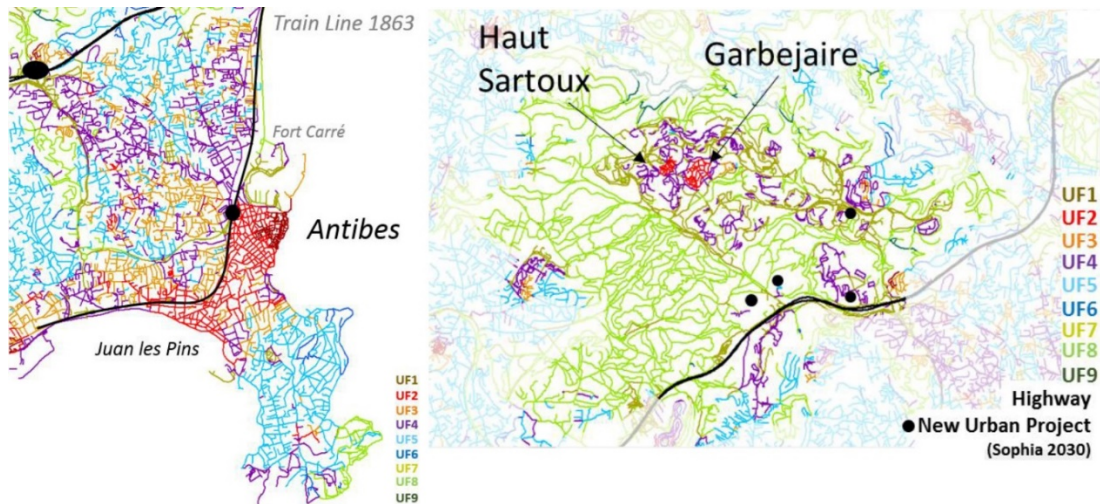 Train Line 1863
Fort Carré
Antibes
Juan les Pins
UF1
UF2
UF3
UF4
UF5
UF6
UF7
UF8
UF9
Haut
Sartoux
Garbejaire
UF1
UF2
UF3
UF4
UF5
UF6
UF7
UF8
UF9
Highway
New Urban Project
(Sophia 2030)